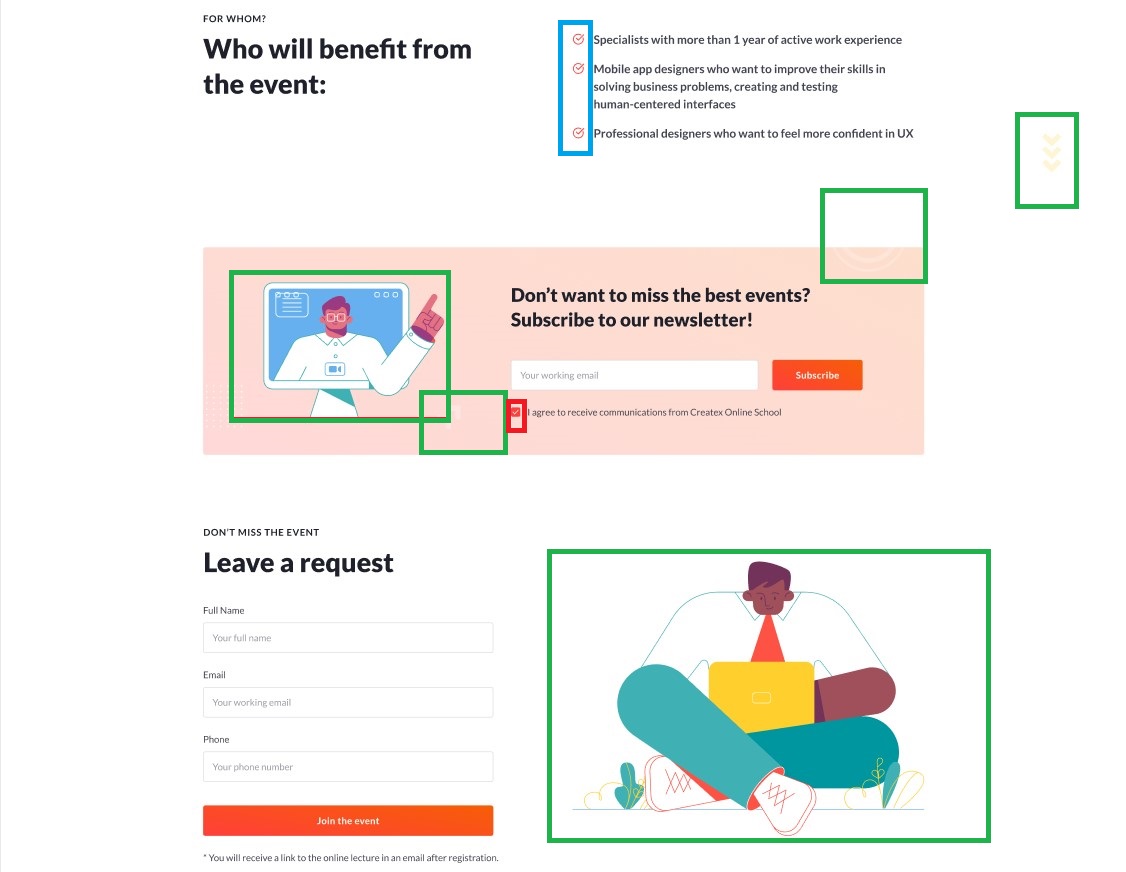 FOR WHOM?
Who will benefit from
the event:
Specialists with more than 1 year of active work experience
Mobile app designers who want to improve their skills in
solving business problems, creating and testing
human-centered interfaces
Professional designers who want to feel more confident in UX
Don’t want to miss the best events?
Subscribe to our newsletter!
Your working email
Subscribe
I agree to receive communications from Createx Online School
DON’T MISS THE EVENT
Leave a request
Full Name
Your full name
Email
Your working email
Phone
Your phone number
Join the event
* You will receive a link to the online lecture in an email after registration.